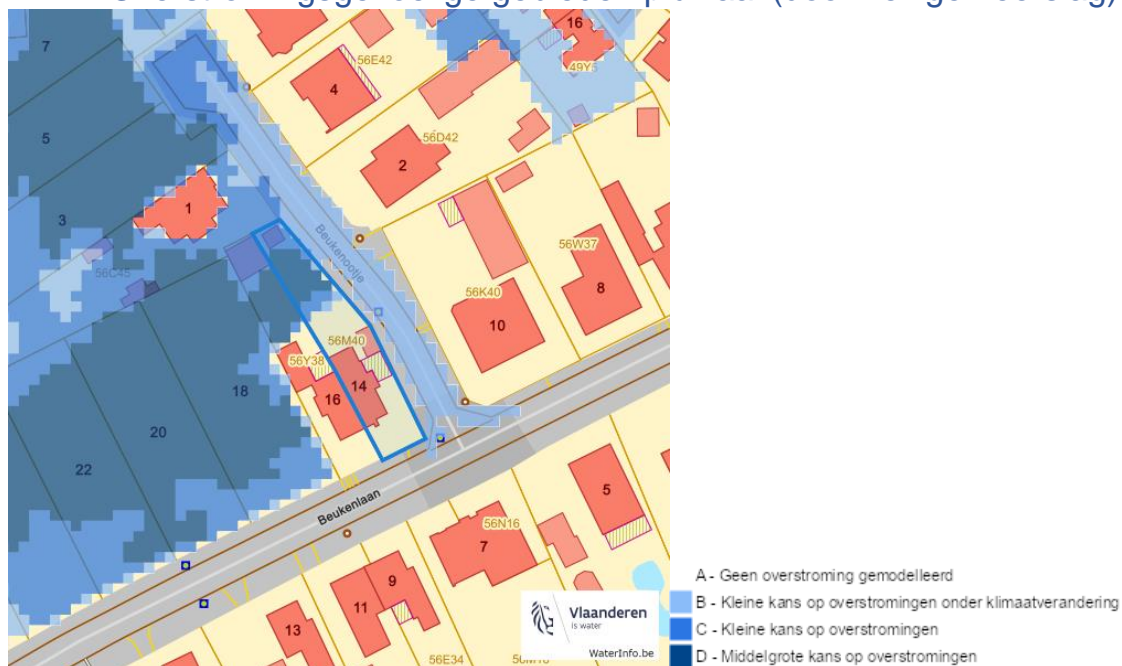 (
16
7
56E42
49Y
4
5
56D42
2
1
3
Beukenootje
56W37
56C45
56K40
8
10
56M40
56Y38
14
18
16
20
22
5
Beukenlaan
56N16
7
9
11
13
Vlaanderen
is water
WaterInfo.be
56E34
A - Geen overstroming gemodelleerd
B - Kleine kans op overstromingen onder klimaatverandering
C - Kleine kans op overstromingen
D - Middelgrote kans op overstromingen